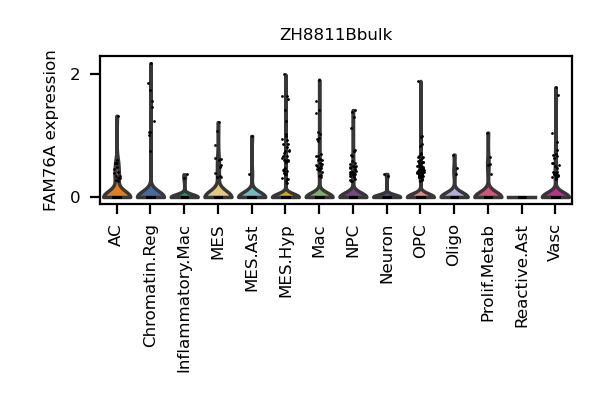 ZH8811Bbulk
FAM76A expression
2
0
AC
Chromatin.Reg
Inflammatory.Mac
MES
MES.Ast
MES.Hyp
Mac
NPC
Neuron
OPC
Oligo
Prolif.Metab
Reactive.Ast
Vasc